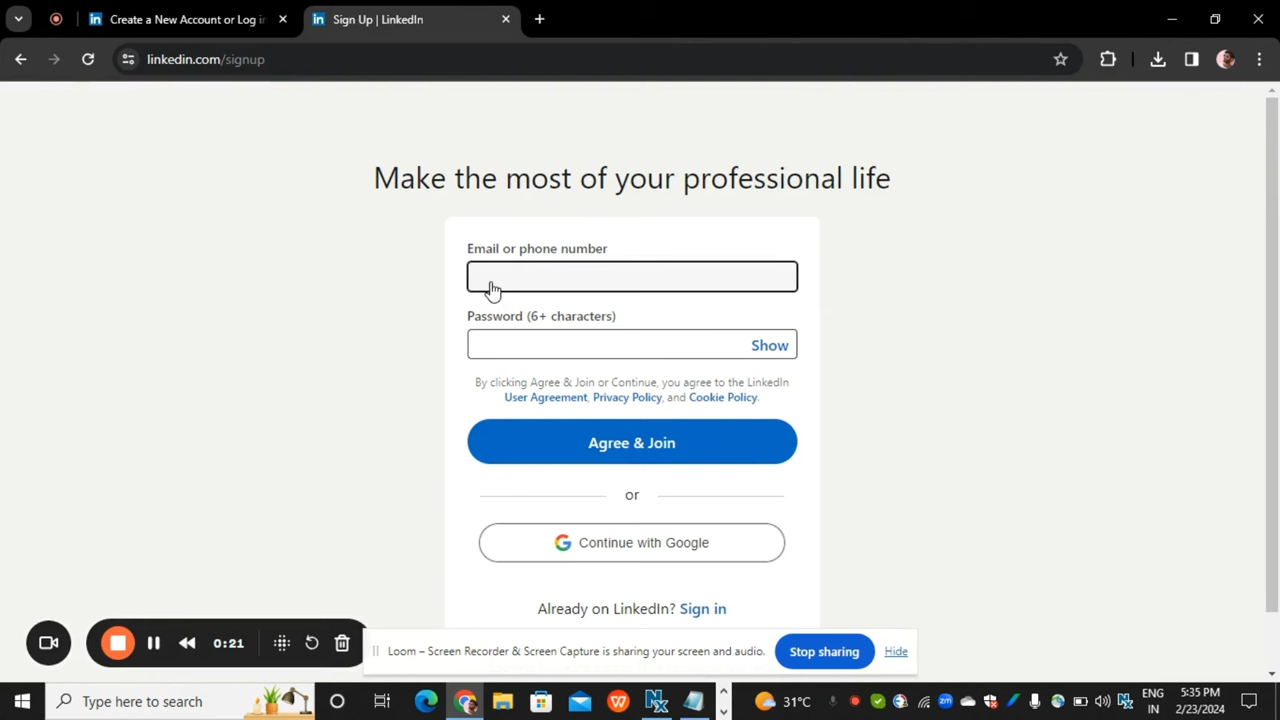 Create a New Account or Log in
Sign Up | LinkedIn
linkedin.com/signup
Make the most of your professional life
Email or phone number
Password (6+ characters)
Show
By clicking Agree & Join or Continue, you agree to the LinkedIn
User Agreement, Privacy Policy, and Cookie Policy.
Agree & Join
or
Continue with Google
Already on LinkedIn? Sign in
0:21
Loom – Screen Recorder & Screen Capture is sharing your screen and audio.
Stop sharing
Hide
Type here to search
31°C
ENG
IN
5:35 PM
2/23/2024